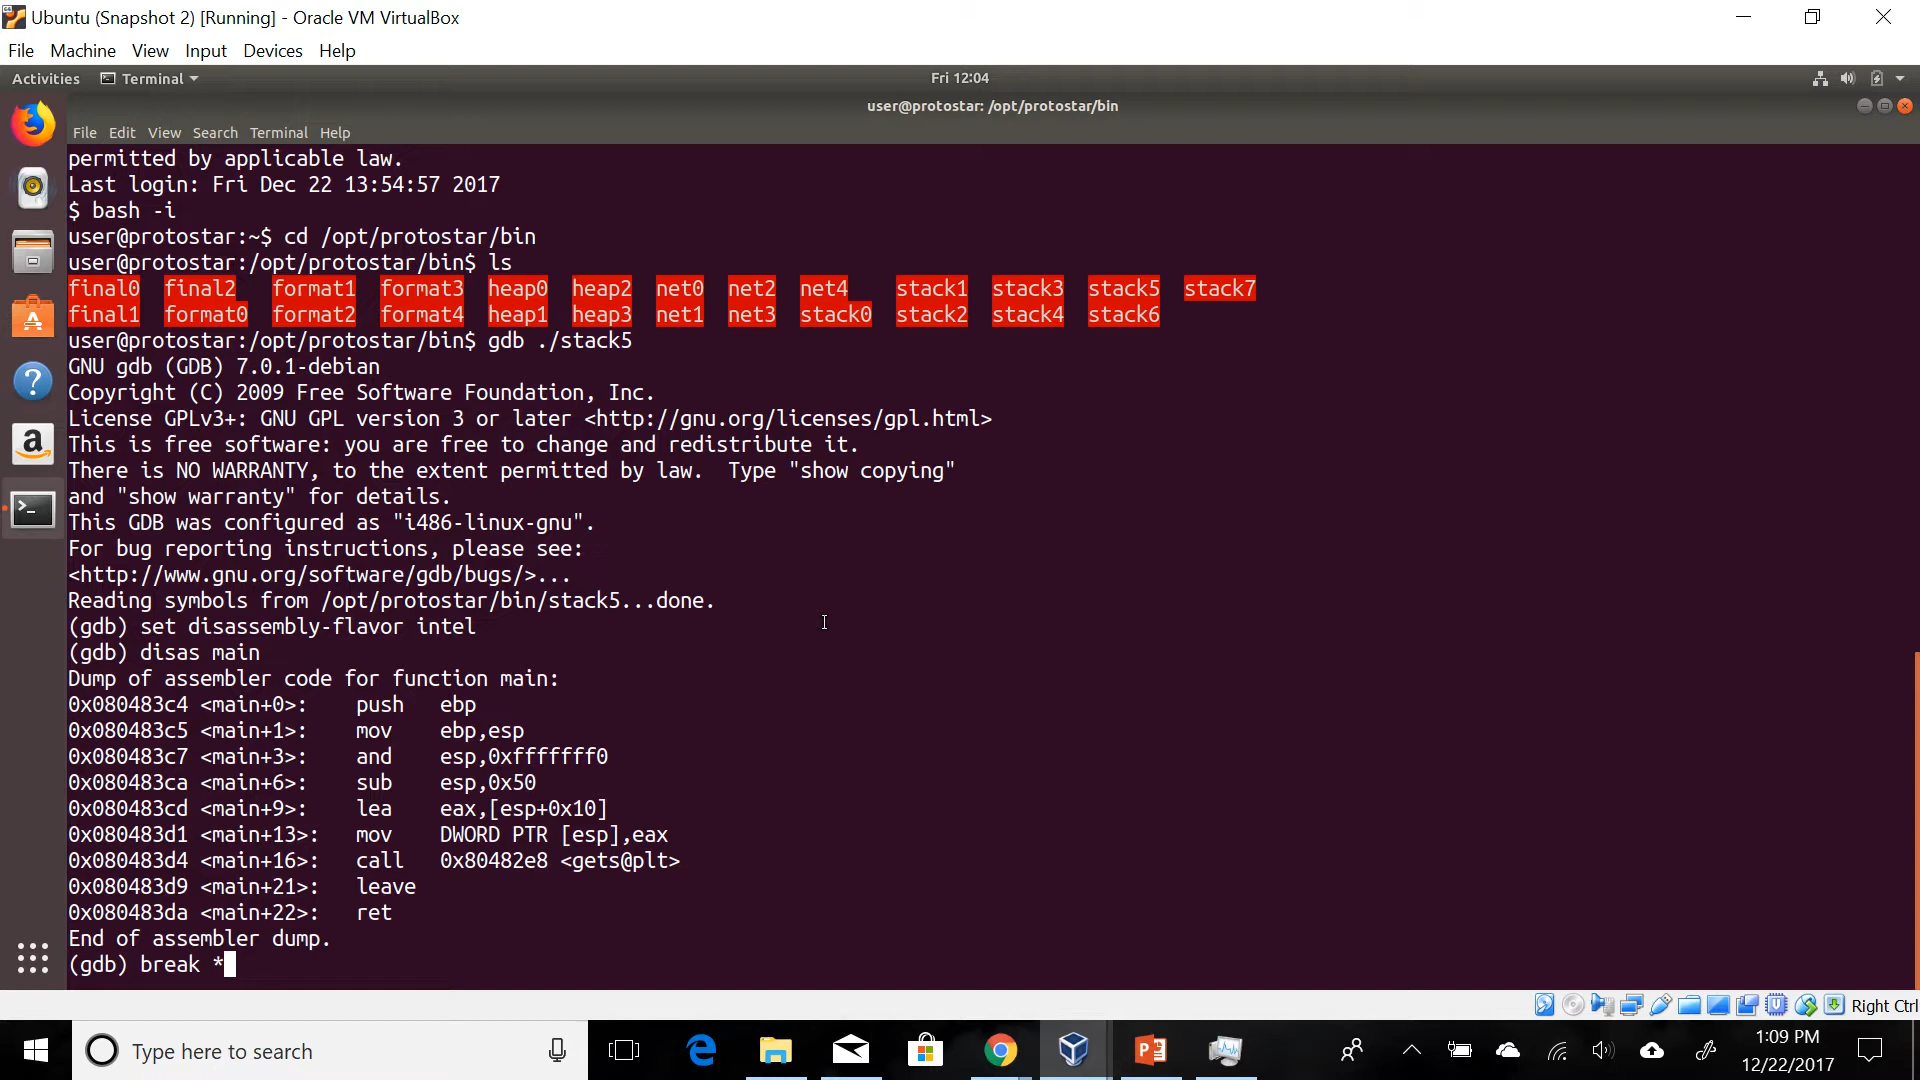 Ubuntu (Snapshot 2) [Running] - Oracle VM VirtualBox
File Machine View Input Devices Help
Activities Terminal Fri 12:04
user@protostar: /opt/protostar/bin
File Edit View Search Terminal Help
permitted by applicable law.
Last login: Fri Dec 22 13:54:57 2017
$ bash -i
user@protostar:~$ cd /opt/protostar/bin
user@protostar:/opt/protostar/bin$ ls
final0 final2 format1 format3 heap0 heap2 net0 net2 net4 stack1 stack3 stack5 stack7
final1 format0 format2 format4 heap1 heap3 net1 net3 stack0 stack2 stack4 stack6
user@protostar:/opt/protostar/bin$ gdb ./stack5
GNU gdb (GDB) 7.0.1-debian
Copyright (C) 2009 Free Software Foundation, Inc.
License GPLv3+: GNU GPL version 3 or later <http://gnu.org/licenses/gpl.html>
This is free software: you are free to change and redistribute it.
There is NO WARRANTY, to the extent permitted by law.  Type "show copying"
and "show warranty" for details.
This GDB was configured as "i486-linux-gnu".
For bug reporting instructions, please see:
<http://www.gnu.org/software/gdb/bugs/>...
Reading symbols from /opt/protostar/bin/stack5...done.
(gdb) set disassembly-flavor intel
(gdb) disas main
Dump of assembler code for function main:
0x080483c4 <main+0>: push ebp
0x080483c5 <main+1>: mov ebp,esp
0x080483c7 <main+3>: and esp,0xfffffff0
0x080483ca <main+6>: sub esp,0x50
0x080483cd <main+9>: lea eax,[esp+0x10]
0x080483d1 <main+13>: mov DWORD PTR [esp],eax
0x080483d4 <main+16>: call 0x80482e8 <gets@plt>
0x080483d9 <main+21>: leave
0x080483da <main+22>: ret
End of assembler dump.
(gdb) break *
Right Ctrl
Type here to search
1:09 PM
12/22/2017